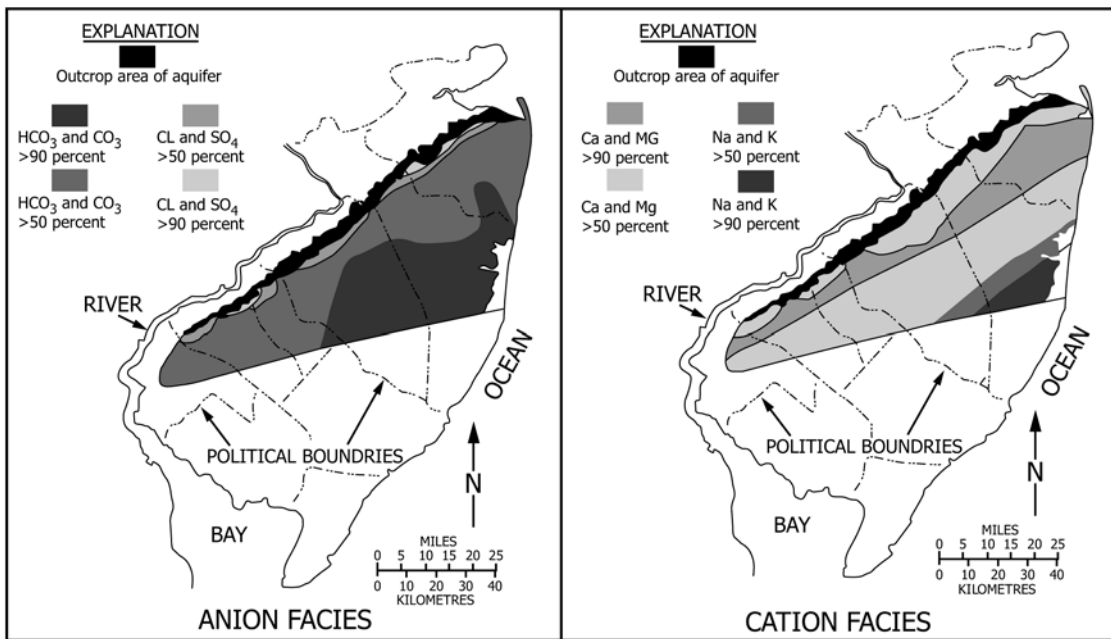 EXPLANATION
Outcrop area of aquifer
HCO3 and CO3
>90 percent
CL and SO4
>50 percent
HCO3 and CO3
>50 percent
CL and SO4
>90 percent
RIVER
OCEAN
POLITICAL BOUNDRIES
N
BAY
MILES
0 5 10 15 20 25
0 10 20 30 40
KILOMETRES
ANION FACIES
EXPLANATION
Outcrop area of aquifer
Ca and MG
>90 percent
Na and K
>50 percent
Ca and Mg
>50 percent
Na and K
>90 percent
RIVER
OCEAN
POLITICAL BOUNDRIES
N
BAY
MILES
0 5 10 15 20 25
0 10 20 30 40
KILOMETRES
CATION FACIES